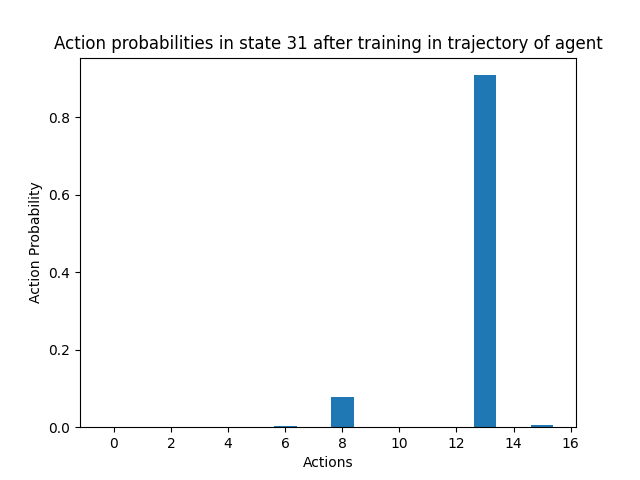 Action probabilities in state 31 after training in trajectory of agent
Action Probability
0.8
0.6
0.4
0.2
0.0
0 2 4 6 8 10 12 14 16
Actions